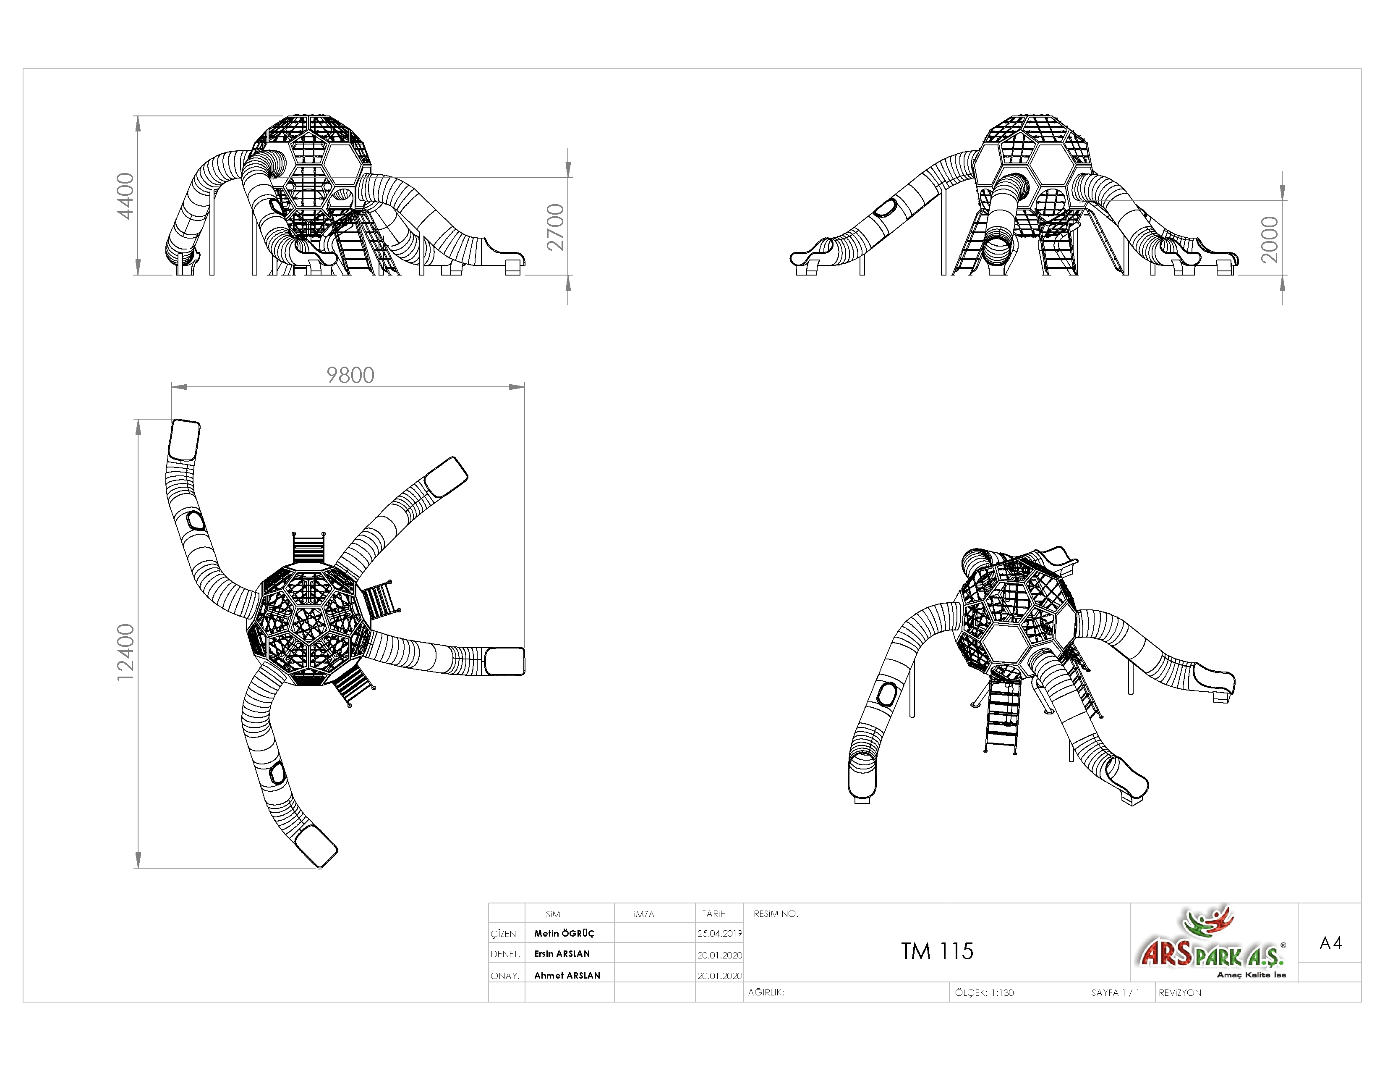 4400
2700
2000
9800
12400
İSİM
İMZA
TARİH
RESİM NO.
ÇİZEN
Metin ÖGRÜÇ
25.04.2019
DENET.
Ersin ARSLAN
20.01.2020
ONAY.
Ahmet ARSLAN
20.01.2020
TM 115
ARSPARK A.Ş.®
Amaç Kalite İse
A4
AĞIRLIK:
ÖLÇEK: 1:130
SAYFA 1 / 1
REVİZYON